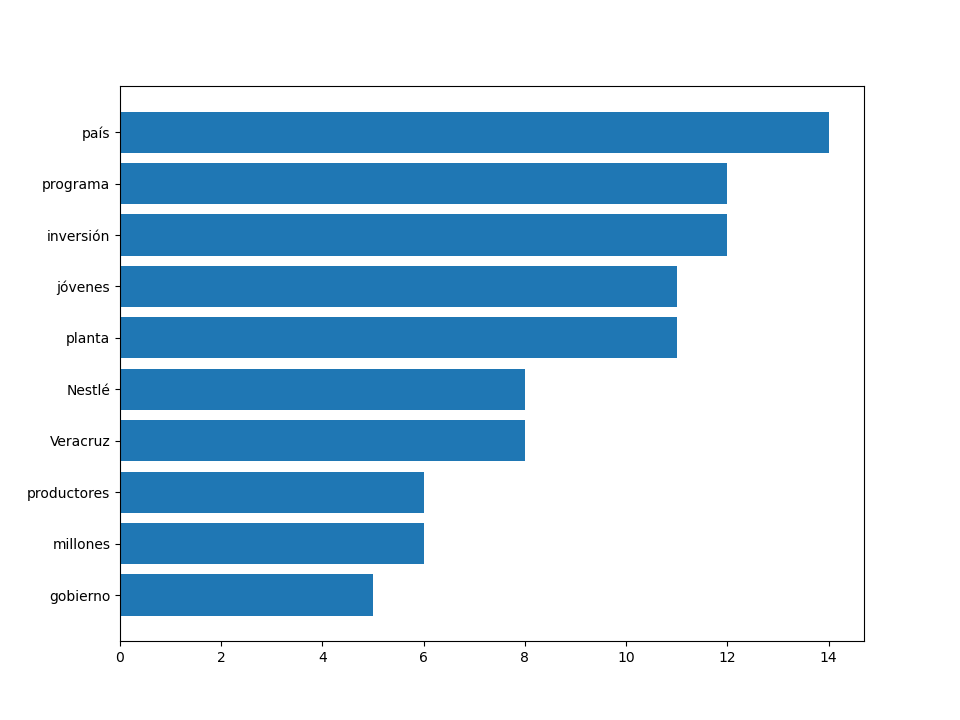 país
programa
inversión
jóvenes
planta
Nestlé
Veracruz
productores
millones
gobierno
0 2 4 6 8 10 12 14